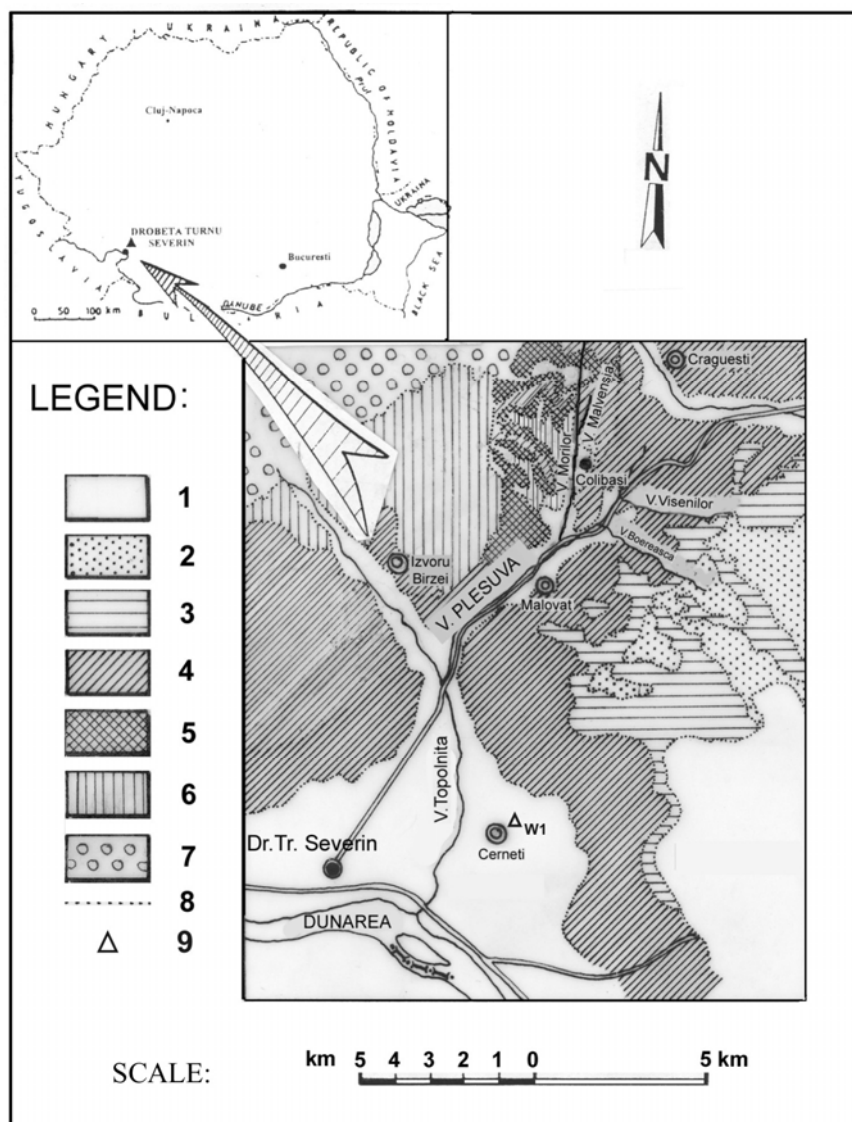 HUNGARY
UKRAINA
REPUBLIC OF MOLDAVIA
Prut
Cluj-Napoca
UKRAINA
YUGOSLAVIA
DROBETA TURNU
SEVERIN
Bucuresti
DANUBE
BLACK SEA
0 50 100 km
BUL RIA
N
LEGEND:
1
2
3
4
5
6
7
8
9
Craguesti
V. Malvensia
V. Morilor
Colibasi
V.Visenilor
V.Boereasca
Izvoru
Birzei
V. PLESUVA
Malovat
V.Topolnita
W1
Cerneti
Dr.Tr. Severin
DUNAREA
SCALE:
km 5 4 3 2 1 0 5 km